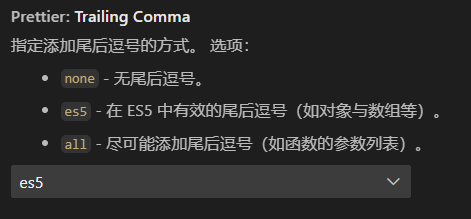 Prettier: Trailing Comma
指定添加尾后逗号的方式。 选项：
none - 无尾后逗号。
es5 - 在 ES5 中有效的尾后逗号（如对象与数组等）。
all - 尽可能添加尾后逗号（如函数的参数列表）。
es5